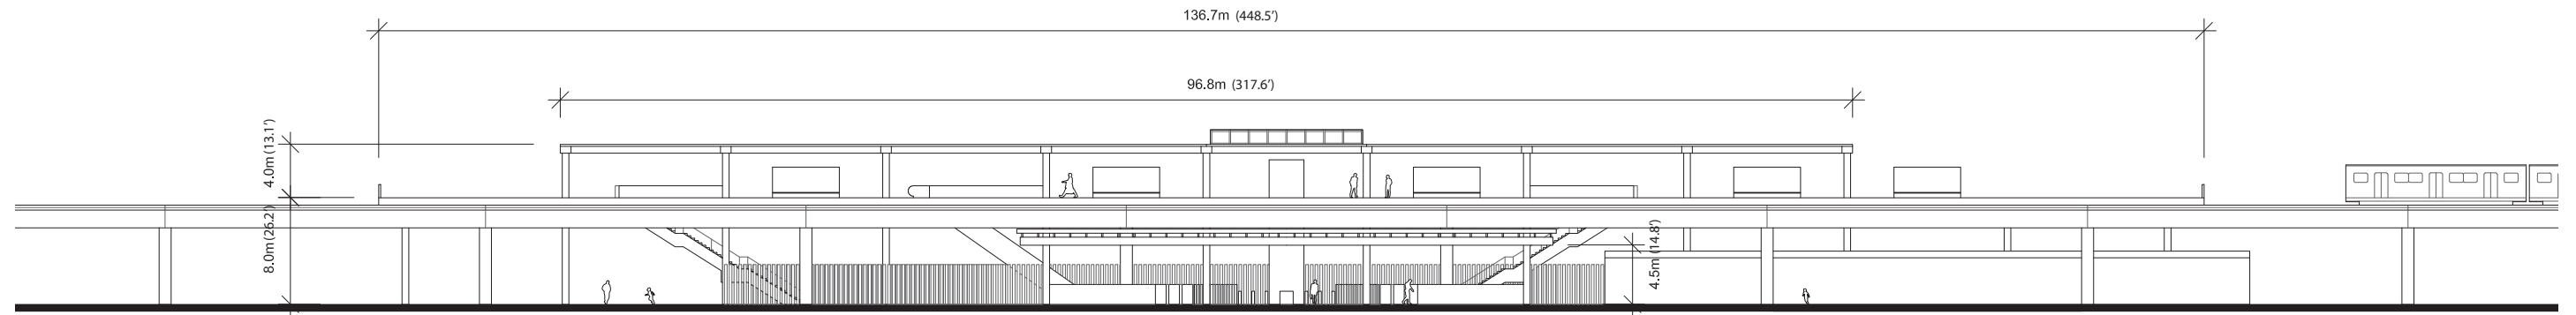 136.7m (448.5')
96.8m (317.6')
4.0m (13.1')
8.0m (26.2')
4.5m (14.8')